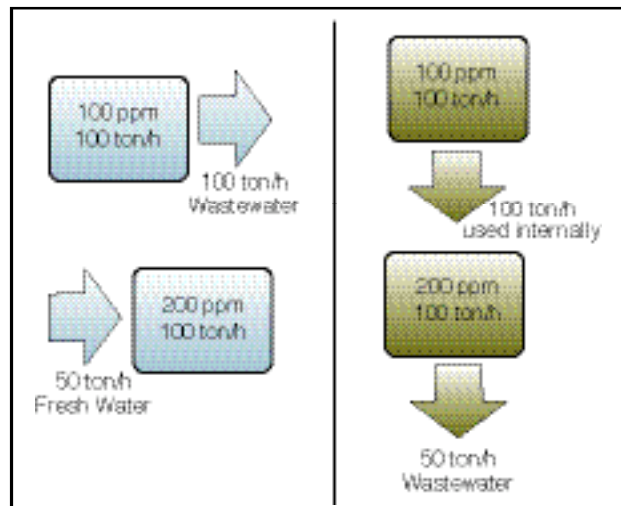 100 ppm
100 ton/h
100 ton/h
Wastewater
200 ppm
100 ton/h
50 ton/h
Fresh Water
100 ppm
100 ton/h
100 ton/h
used internally
200 ppm
100 ton/h
50 ton/h
Wastewater